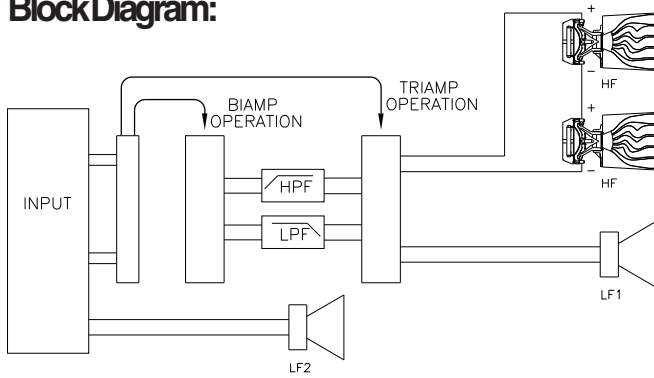 Block Diagram:
+
−
HF
TRIAMP
OPERATION
BIAMP
OPERATION
+
−
HF
HPF
INPUT
LPF
LF1
LF2